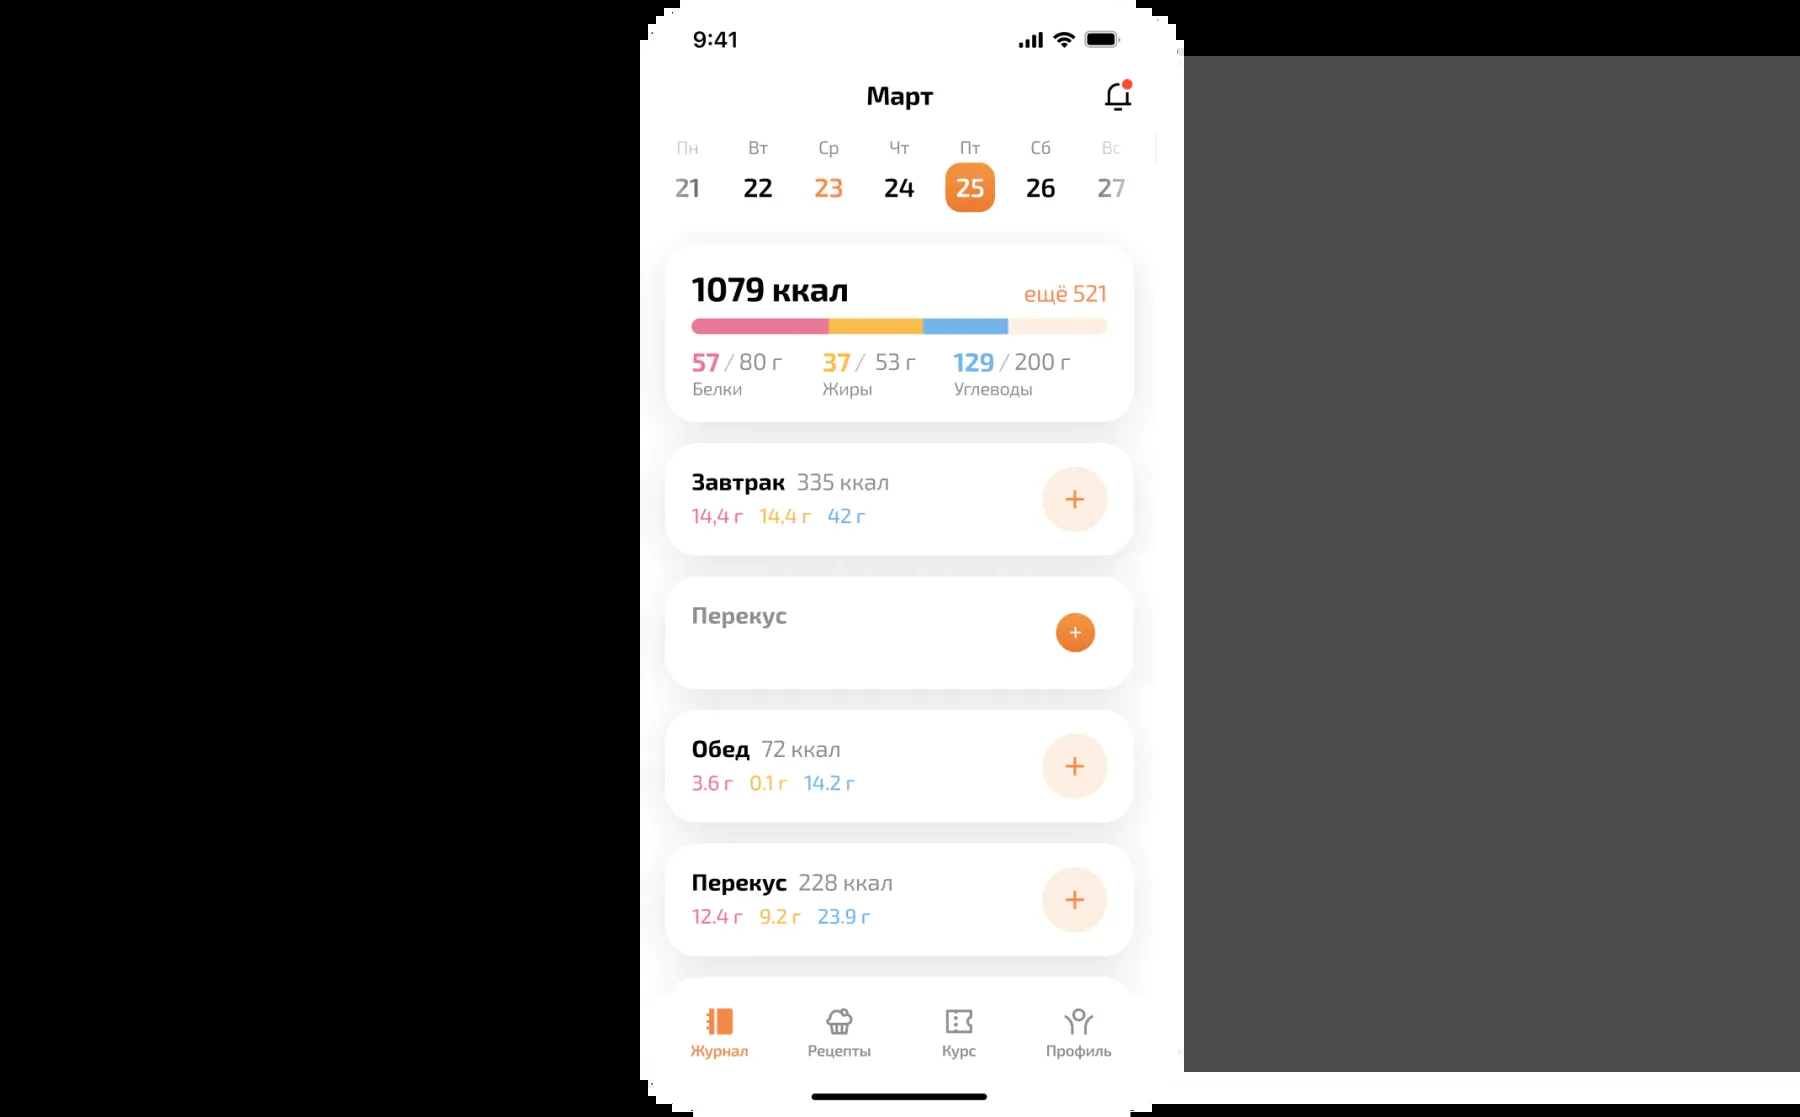 9:41
Март
Пн Вт Ср Чт Пт Сб Вс
21 22 23 24 25 26 27
1079 ккал ещё 521
57 / 80 г 37 / 53 г 129 / 200 г
Белки Жиры Углеводы
Завтрак 335 ккал
14,4 г 14,4 г 42 г
+
Перекус
+
Обед 72 ккал
3.6 г 0.1 г 14.2 г
+
Перекус 228 ккал
12.4 г 9.2 г 23.9 г
+
Журнал Рецепты Курс Профиль